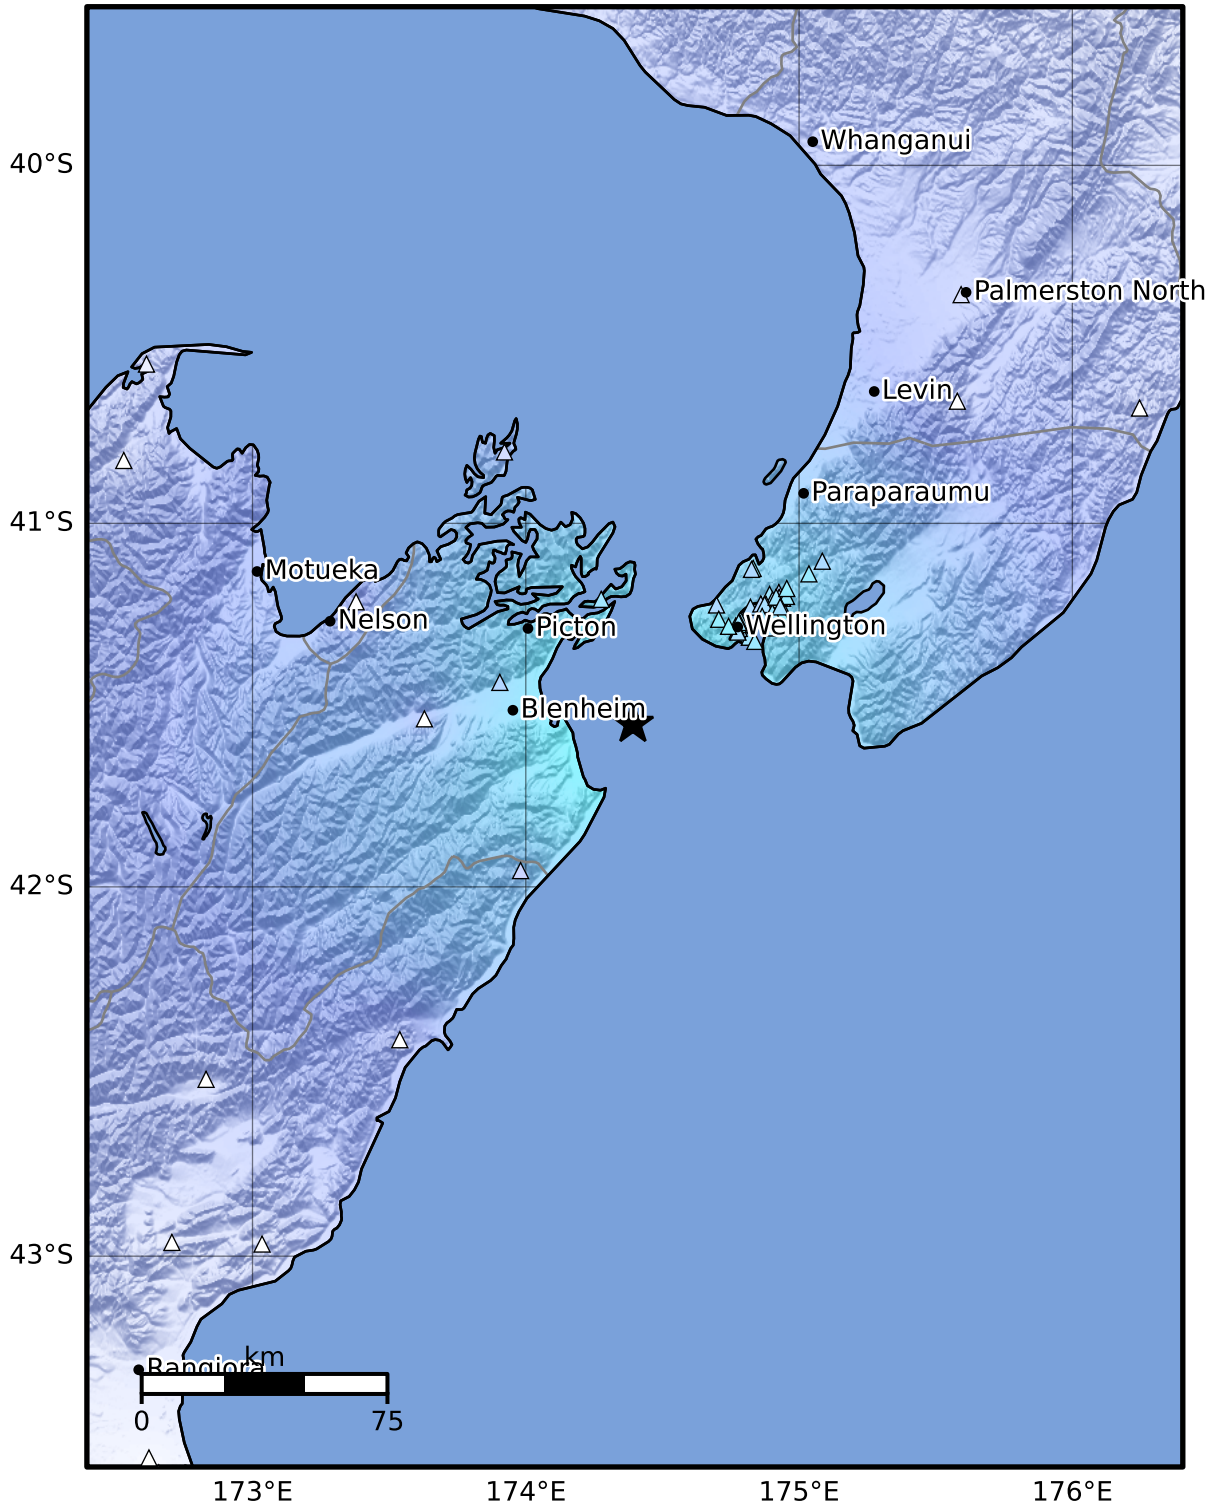 Whanganui
40°S
Palmerston North
Levin
Paraparaumu
41°S
Motueka
Nelson
Picton
Wellington
Blenheim
42°S
43°S
km
Rangiora
0 75
173°E 174°E 175°E 176°E